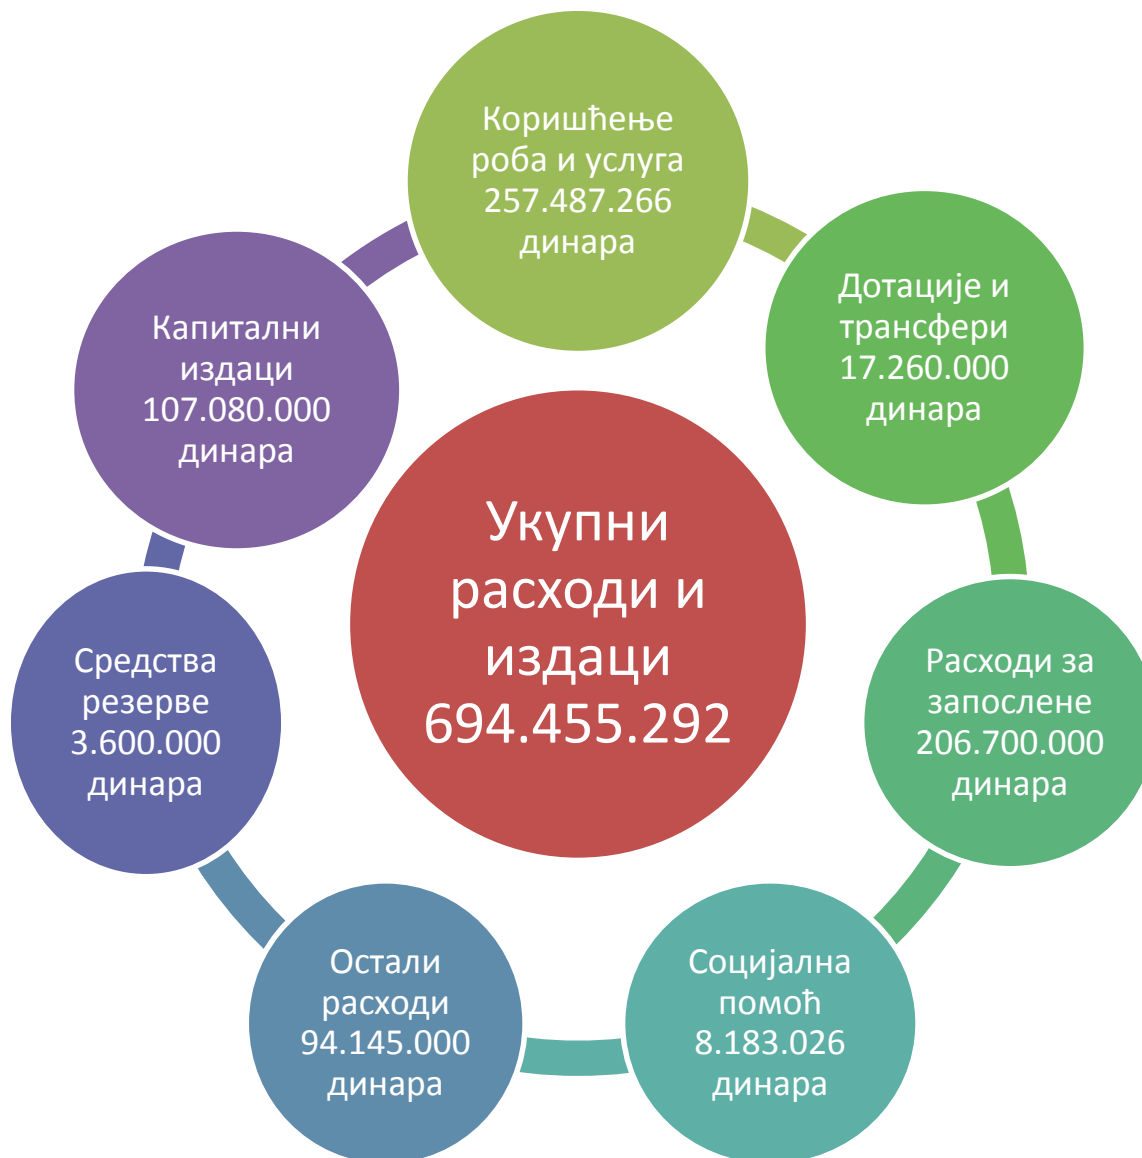 Коришћење
роба и услуга
257.487.266
динара
Дотације и
трансфери
17.260.000
динара
Расходи за
запослене
206.700.000
динара
Социјална
помоћ
8.183.026
динара
Остали
расходи
94.145.000
динара
Средства
резерве
3.600.000
динара
Капитални
издаци
107.080.000
динара
Укупни
расходи и
издаци
694.455.292